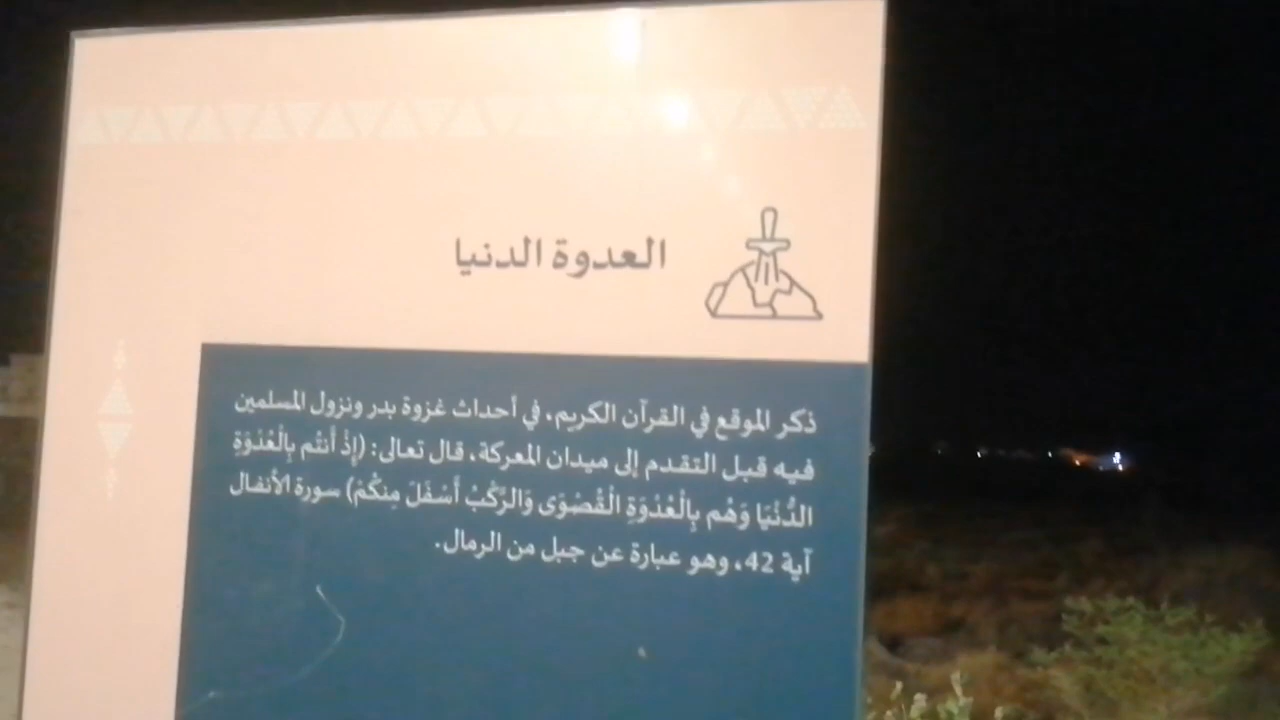 العدوة الدنيا
ذكر الموقع في القرآن الكريم، في أحداث غزوة بدر ونزول المسلمين
فيه قبل التقدم إلى ميدان المعركة، قال تعالى: (إِذْ أَنتُم بِالْعُدْوَةِ
الدُّنْيَا وَهُم بِالْعُدْوَةِ الْقُصْوَى وَالرَّكْبُ أَسْفَلَ مِنكُمْ) سورة الأنفال
آية 42، وهو عبارة عن جبل من الرمال.